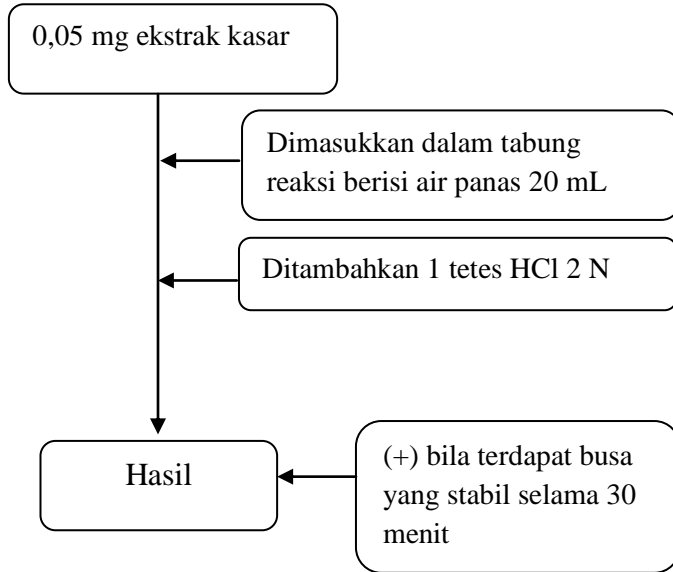 0,05 mg ekstrak kasar
Dimasukkan dalam tabung
reaksi berisi air panas 20 mL
Ditambahkan 1 tetes HCl 2 N
Hasil
(+) bila terdapat busa
yang stabil selama 30
menit